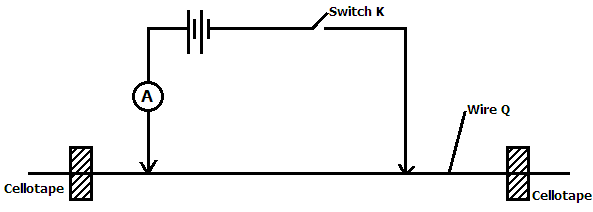 Switch K
A
Wire Q
Cellotape
Cellotape